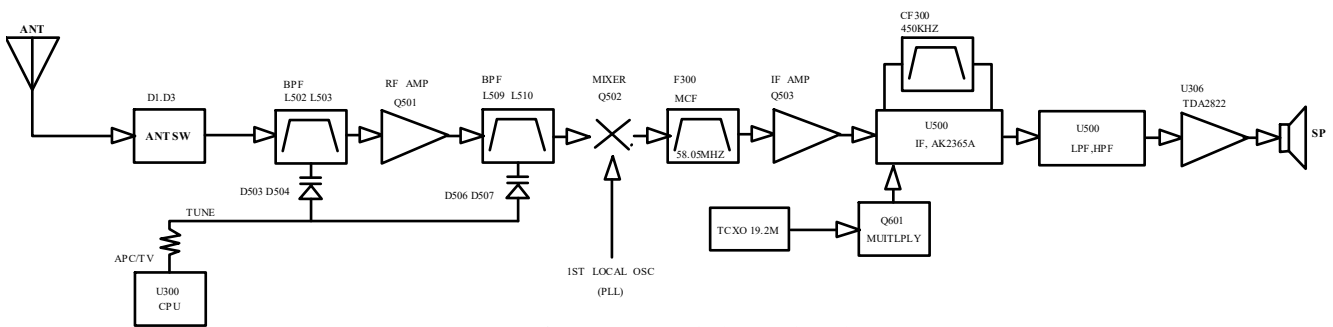 ANT
D1.D3
ANT SW
BPF
L502 L503
RF AMP
Q501
BPF
L509 L510
MIXER
Q502
F300
MCF
58.05MHZ
IF AMP
Q503
CF300
450KHZ
U500
IF, AK2365A
U500
LPF,HPF
U306
TDA2822
SP
D503 D504
D506 D507
TUNE
APC/TV
U300
CPU
1ST LOCAL OSC
(PLL)
TCXO 19.2M
Q601
MUITLPLY